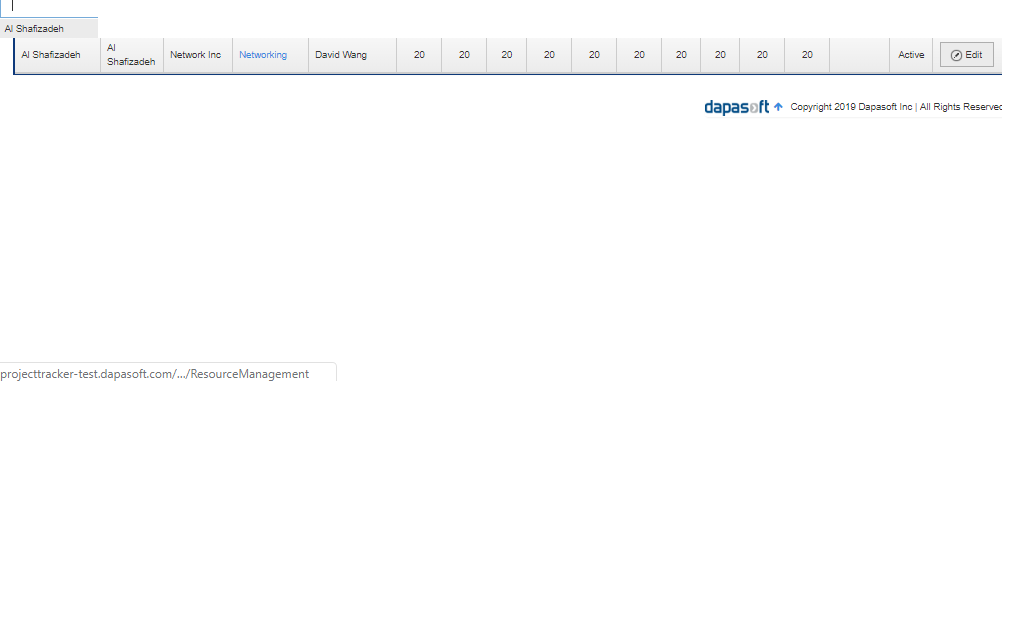 Al Shafizadeh
Al Shafizadeh Al Shafizadeh Network Inc Networking David Wang 20 20 20 20 20 20 20 20 20 20 Active Edit
dapasoft Copyright 2019 Dapasoft Inc | All Rights Reserved
projecttracker-test.dapasoft.com/.../ResourceManagement